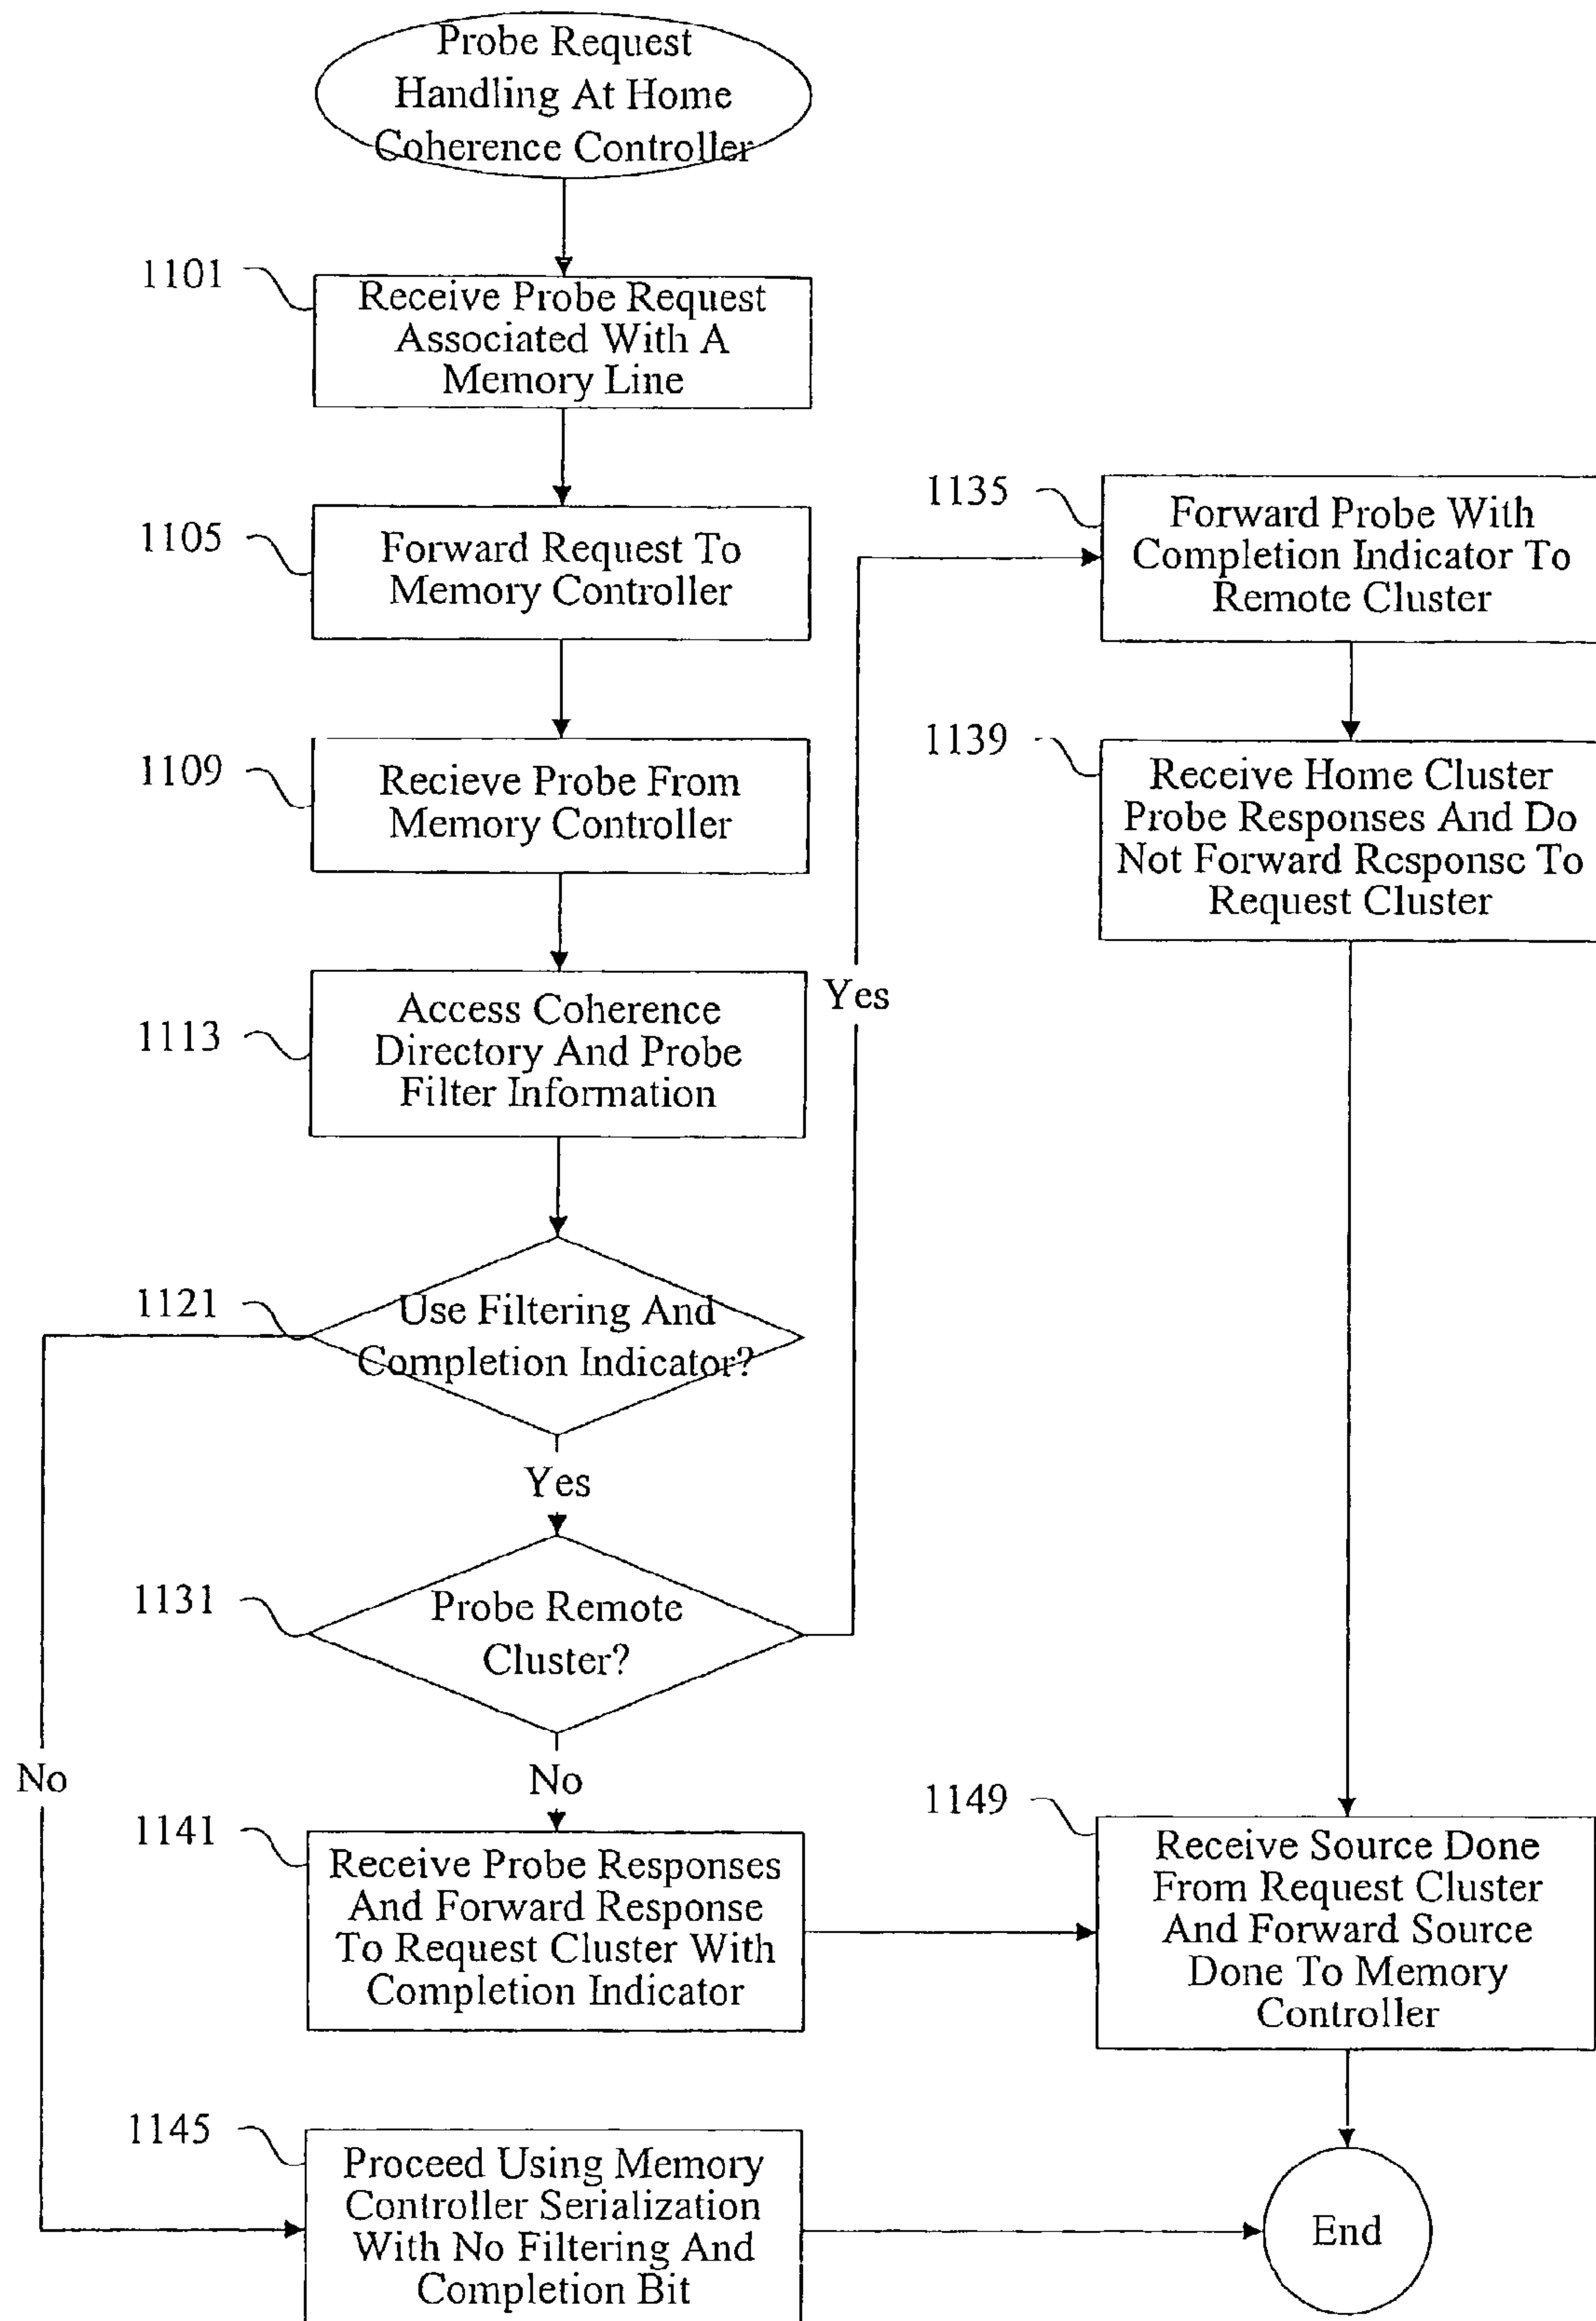 Probe Request
Handling At Home
Coherence Controller
1101
Receive Probe Request
Associated With A
Memory Line
1105
Forward Request To
Memory Controller
1109
Recieve Probe From
Memory Controller
1113
Access Coherence
Directory And Probe
Filter Information
1121
Use Filtering And
Completion Indicator?
Yes
No
1131
Probe Remote
Cluster?
Yes
No
1135
Forward Probe With
Completion Indicator To
Remote Cluster
1139
Receive Home Cluster
Probe Responses And Do
Not Forward Response To
Request Cluster
1141
Receive Probe Responses
And Forward Response
To Request Cluster With
Completion Indicator
1149
Receive Source Done
From Request Cluster
And Forward Source
Done To Memory
Controller
1145
Proceed Using Memory
Controller Serialization
With No Filtering And
Completion Bit
End